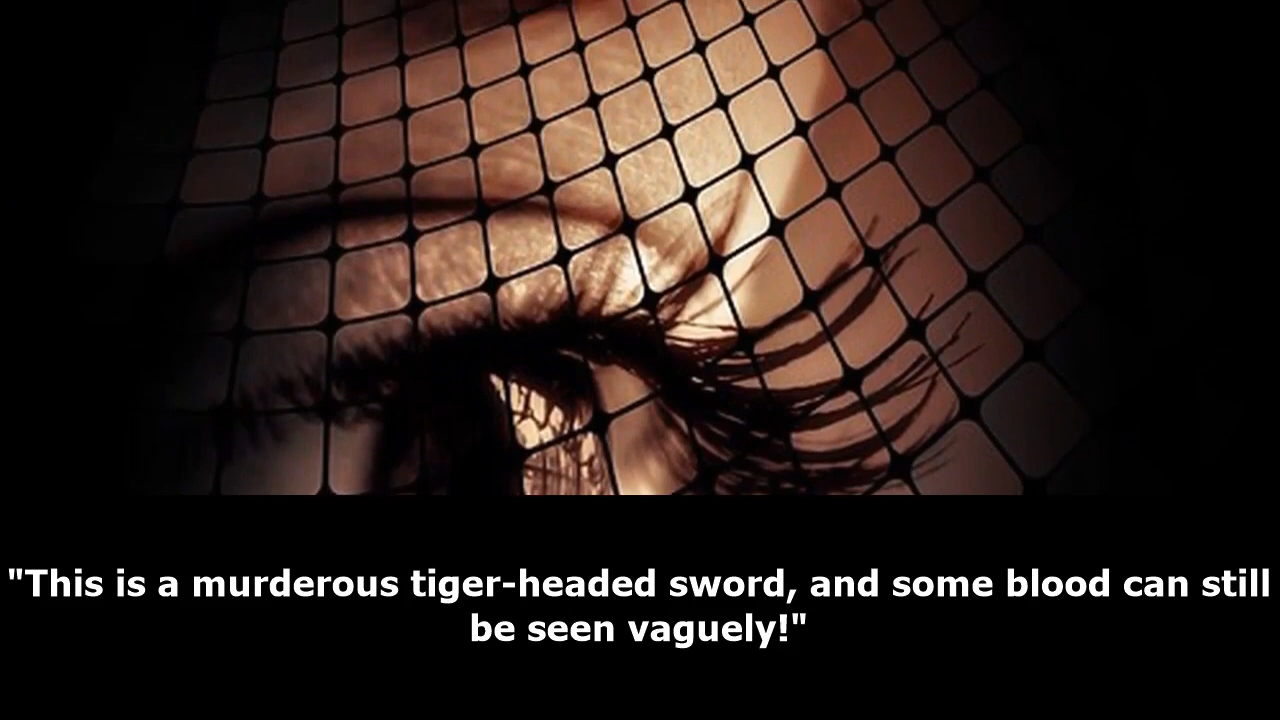 "This is a murderous tiger-headed sword, and some blood can still
be seen vaguely!"